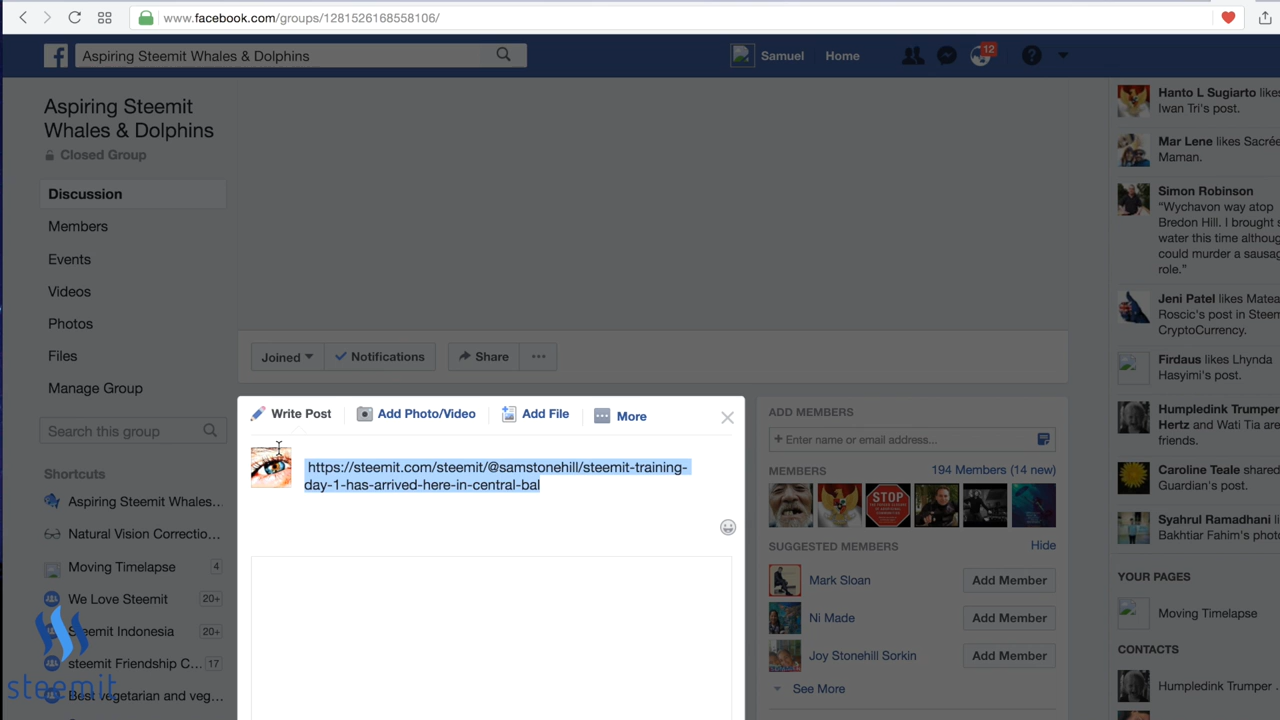 www.facebook.com/groups/1281526168558106/
Aspiring Steemit Whales & Dolphins
Samuel
Home
12
Aspiring Steemit
Whales & Dolphins
Closed Group
Discussion
Members
Events
Videos
Photos
Files
Manage Group
Search this group
Shortcuts
Aspiring Steemit Whales...
Natural Vision Correctio...
Moving Timelapse 4
We Love Steemit 20+
Steemit Indonesia 20+
steemit Friendship C... 17
Best vegetarian and veg...
steemit
Joined
Notifications
Share
Write Post
Add Photo/Video
Add File
More
https://steemit.com/steemit/@samstonehill/steemit-training-
day-1-has-arrived-here-in-central-bal
ADD MEMBERS
+ Enter name or email address...
MEMBERS
194 Members (14 new)
STOP
SUGGESTED MEMBERS
Hide
Mark Sloan
Add Member
Ni Made
Add Member
Joy Stonehill Sorkin
Add Member
See More
Hanto L Sugiarto likes
Iwan Tri's post.
Mar Lene likes Sacrée
Maman.
Simon Robinson
"Wychavon way atop
Bredon Hill. I brought s
water this time althoug
could murder a sausag
role."
Jeni Patel likes Matea
Roscic's post in Steem
CryptoCurrency.
Firdaus likes Lhynda
Hasyimi's post.
Humpledink Trumper
Hertz and Wati Tia are
friends.
Caroline Teale shared
Guardian's post.
Syahrul Ramadhani l
Bakhtiar Fahim's photo
YOUR PAGES
Moving Timelapse
CONTACTS
Humpledink Trumper